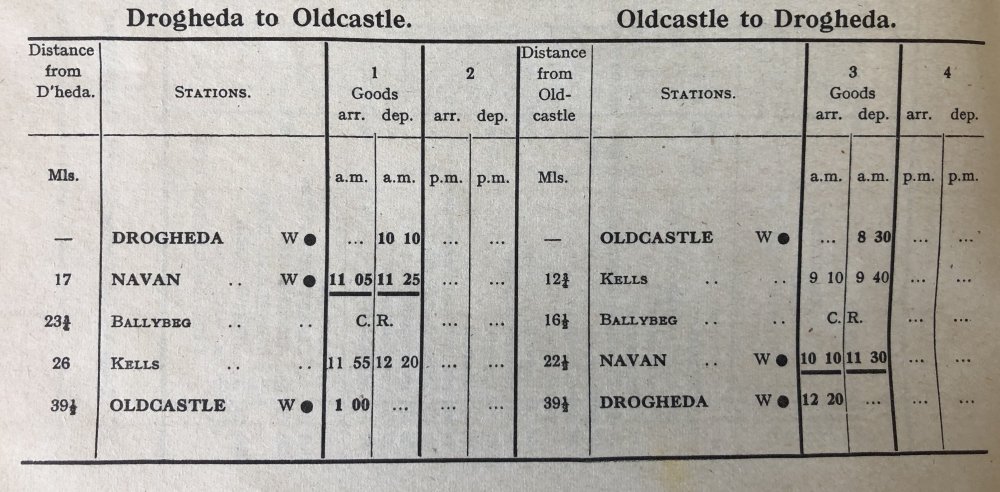 Drogheda to Oldcastle. Oldcastle to Drogheda.
Distance from D'heda. STATIONS. 1 Goods arr. dep. 2 arr. dep. Distance from Old-castle STATIONS. 3 Goods arr. dep. 4 arr. dep.
Mls. a.m. a.m. p.m. p.m. Mls. a.m. a.m. p.m. p.m.
— DROGHEDA W ● ... 10 10 ... ... — OLDCASTLE W ● ... 8 30 ... ...
17 NAVAN .. W ● 11 05 11 25 ... ... 12¾ KELLS .. .. 9 10 9 40 ... ...
23¾ BALLYBEG .. .. C. R. ... ... 16½ BALLYBEG .. .. C. R. ... ...
26 KELLS .. .. 11 55 12 20 ... ... 22½ NAVAN .. W ● 10 10 11 30 ... ...
39½ OLDCASTLE W ● 1 00 ... ... ... 39½ DROGHEDA W ● 12 20 ... ... ...